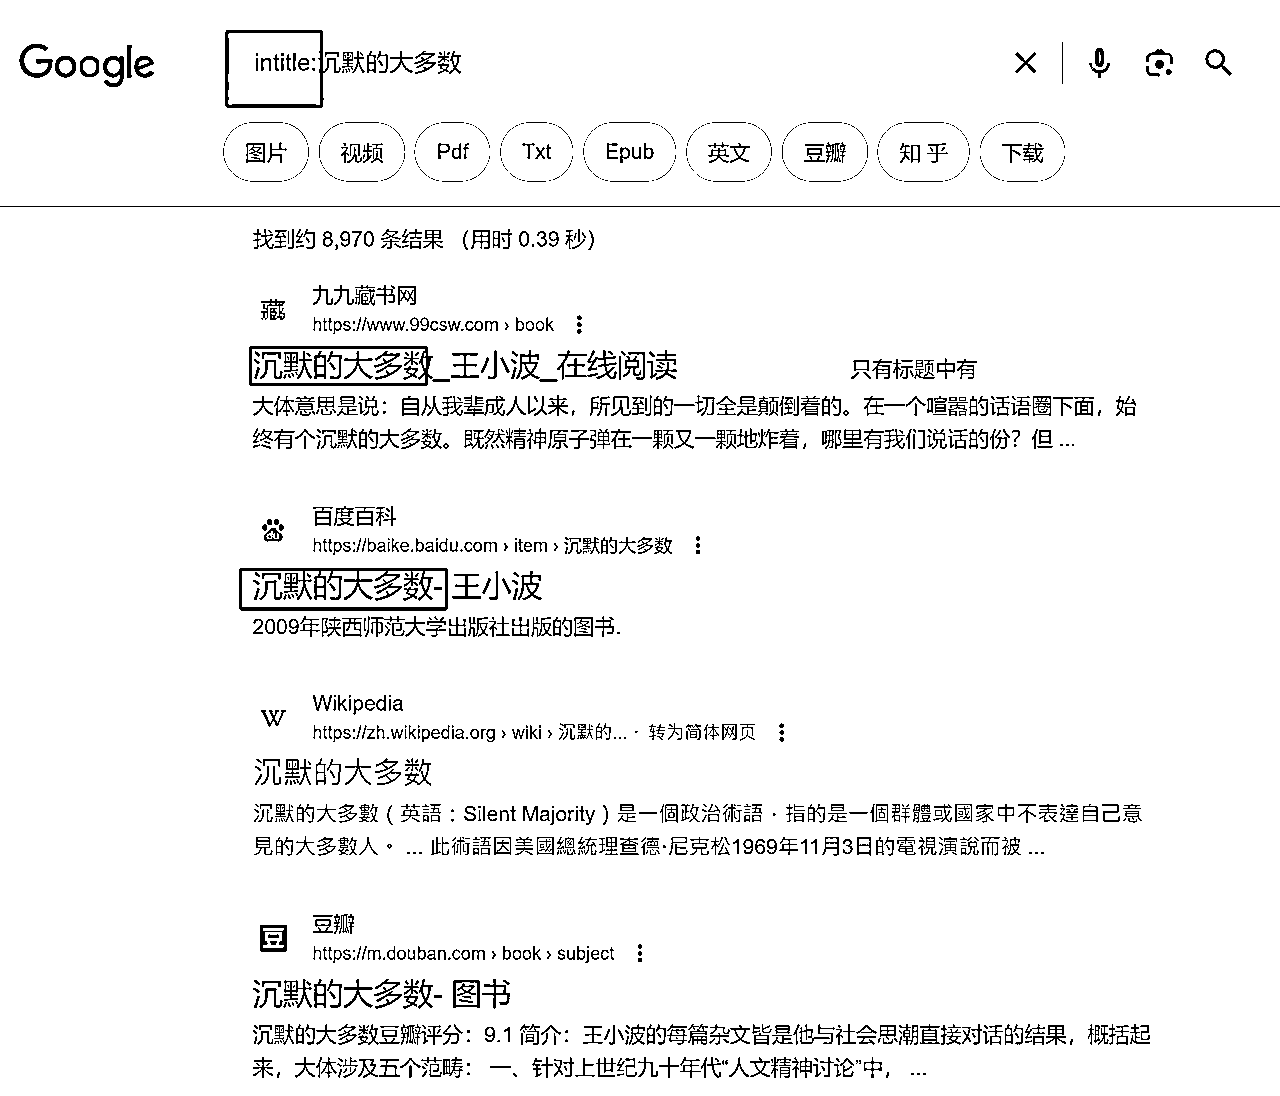 Google
intitle:沉默的大多数
图片 视频 Pdf Txt Epub 英文 豆瓣 知乎 下载
找到约 8,970 条结果 （用时 0.39 秒）
藏 九九藏书网
https://www.99csw.com › book
沉默的大多数_王小波_在线阅读 只有标题中有
大体意思是说：自从我辈成人以来，所见到的一切全是颠倒着的。在一个喧嚣的话语圈下面，始
终有个沉默的大多数。既然精神原子弹在一颗又一颗地炸着，哪里有我们说话的份？但 ...
百度百科
https://baike.baidu.com › item › 沉默的大多数
沉默的大多数- 王小波
2009年陕西师范大学出版社出版的图书.
W Wikipedia
https://zh.wikipedia.org › wiki › 沉默的... · 转为简体网页
沉默的大多数
沉默的大多數（英語：Silent Majority）是一個政治術語，指的是一個群體或國家中不表達自己意
見的大多數人。 ... 此術語因美國總統理查德·尼克松1969年11月3日的電視演說而被 ...
豆 豆瓣
https://m.douban.com › book › subject
沉默的大多数- 图书
沉默的大多数豆瓣评分：9.1 简介：王小波的每篇杂文皆是他与社会思潮直接对话的结果，概括起
来，大体涉及五个范畴： 一、针对上世纪九十年代“人文精神讨论”中， ...